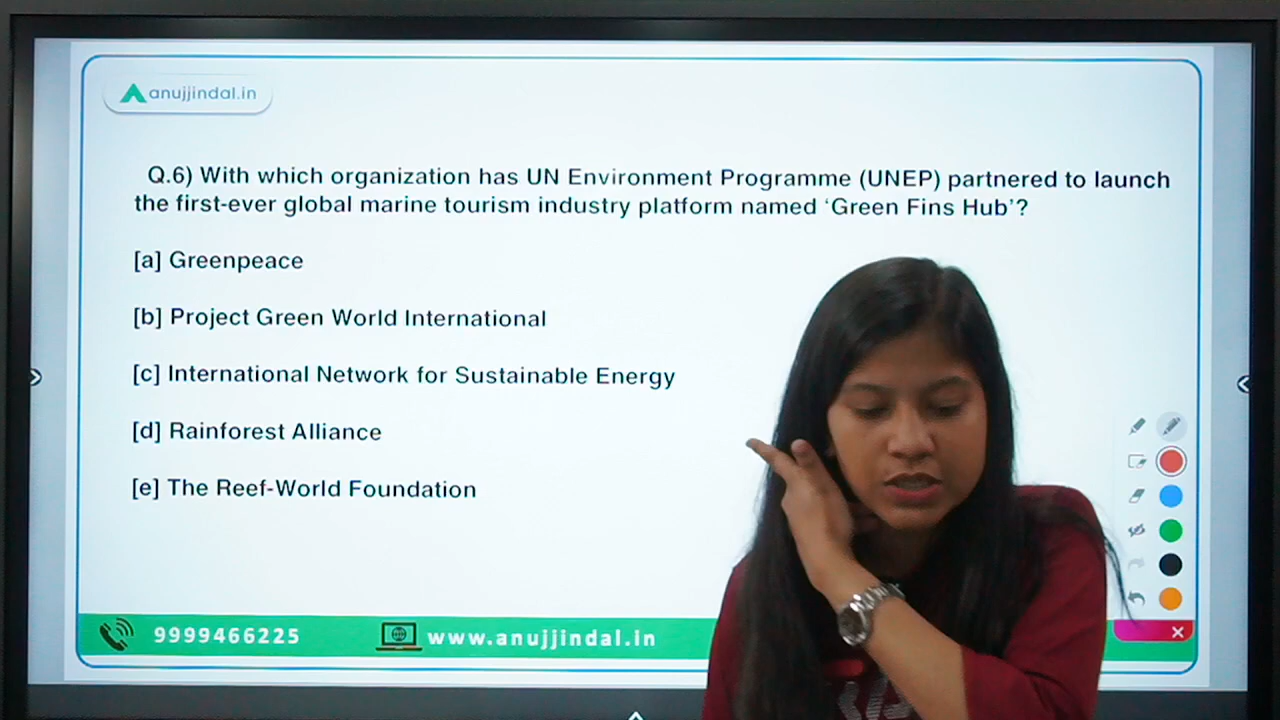 anujjindal.in
Q.6) With which organization has UN Environment Programme (UNEP) partnered to launch
the first-ever global marine tourism industry platform named ‘Green Fins Hub’?
[a] Greenpeace
[b] Project Green World International
[c] International Network for Sustainable Energy
[d] Rainforest Alliance
[e] The Reef-World Foundation
9999466225
www.anujjindal.in